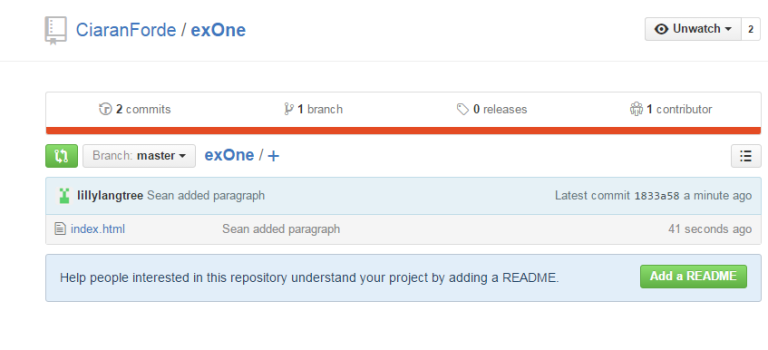 CiaranForde / exOne
Unwatch 2
2 commits 1 branch 0 releases 1 contributor
Branch: master exOne / +
lillylangtree Sean added paragraph Latest commit 1833a58 a minute ago
index.html Sean added paragraph 41 seconds ago
Help people interested in this repository understand your project by adding a README. Add a README